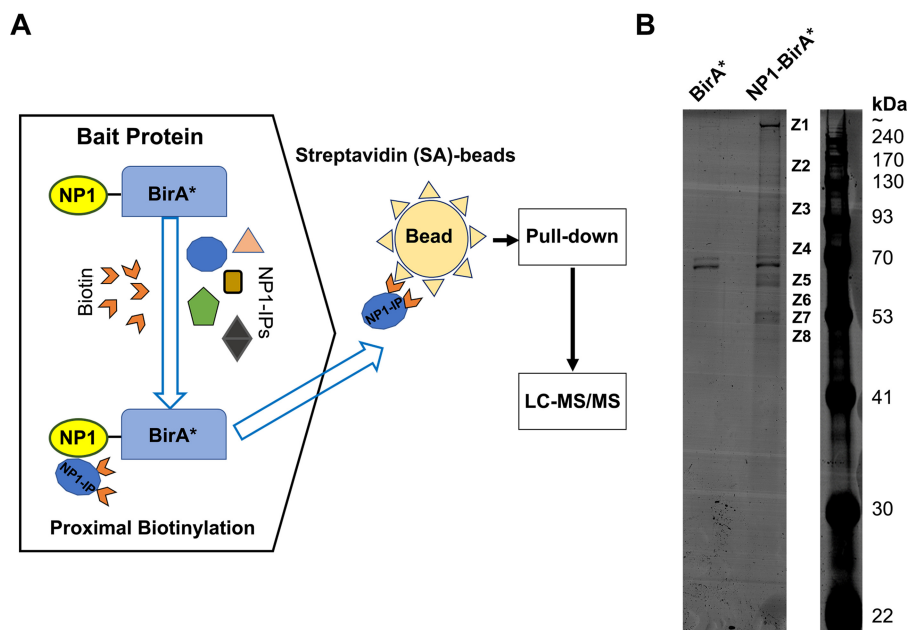 A
Bait Protein
NP1
BirA*
Biotin
NP1-IPs
NP1
BirA*
NP1-IP
Proximal Biotinylation
Streptavidin (SA)-beads
Bead
NP1-IP
Pull-down
LC-MS/MS
B
BirA*
NP1-BirA*
Z1
Z2
Z3
Z4
Z5
Z6
Z7
Z8
kDa
~
240
170
130
93
70
53
41
30
22